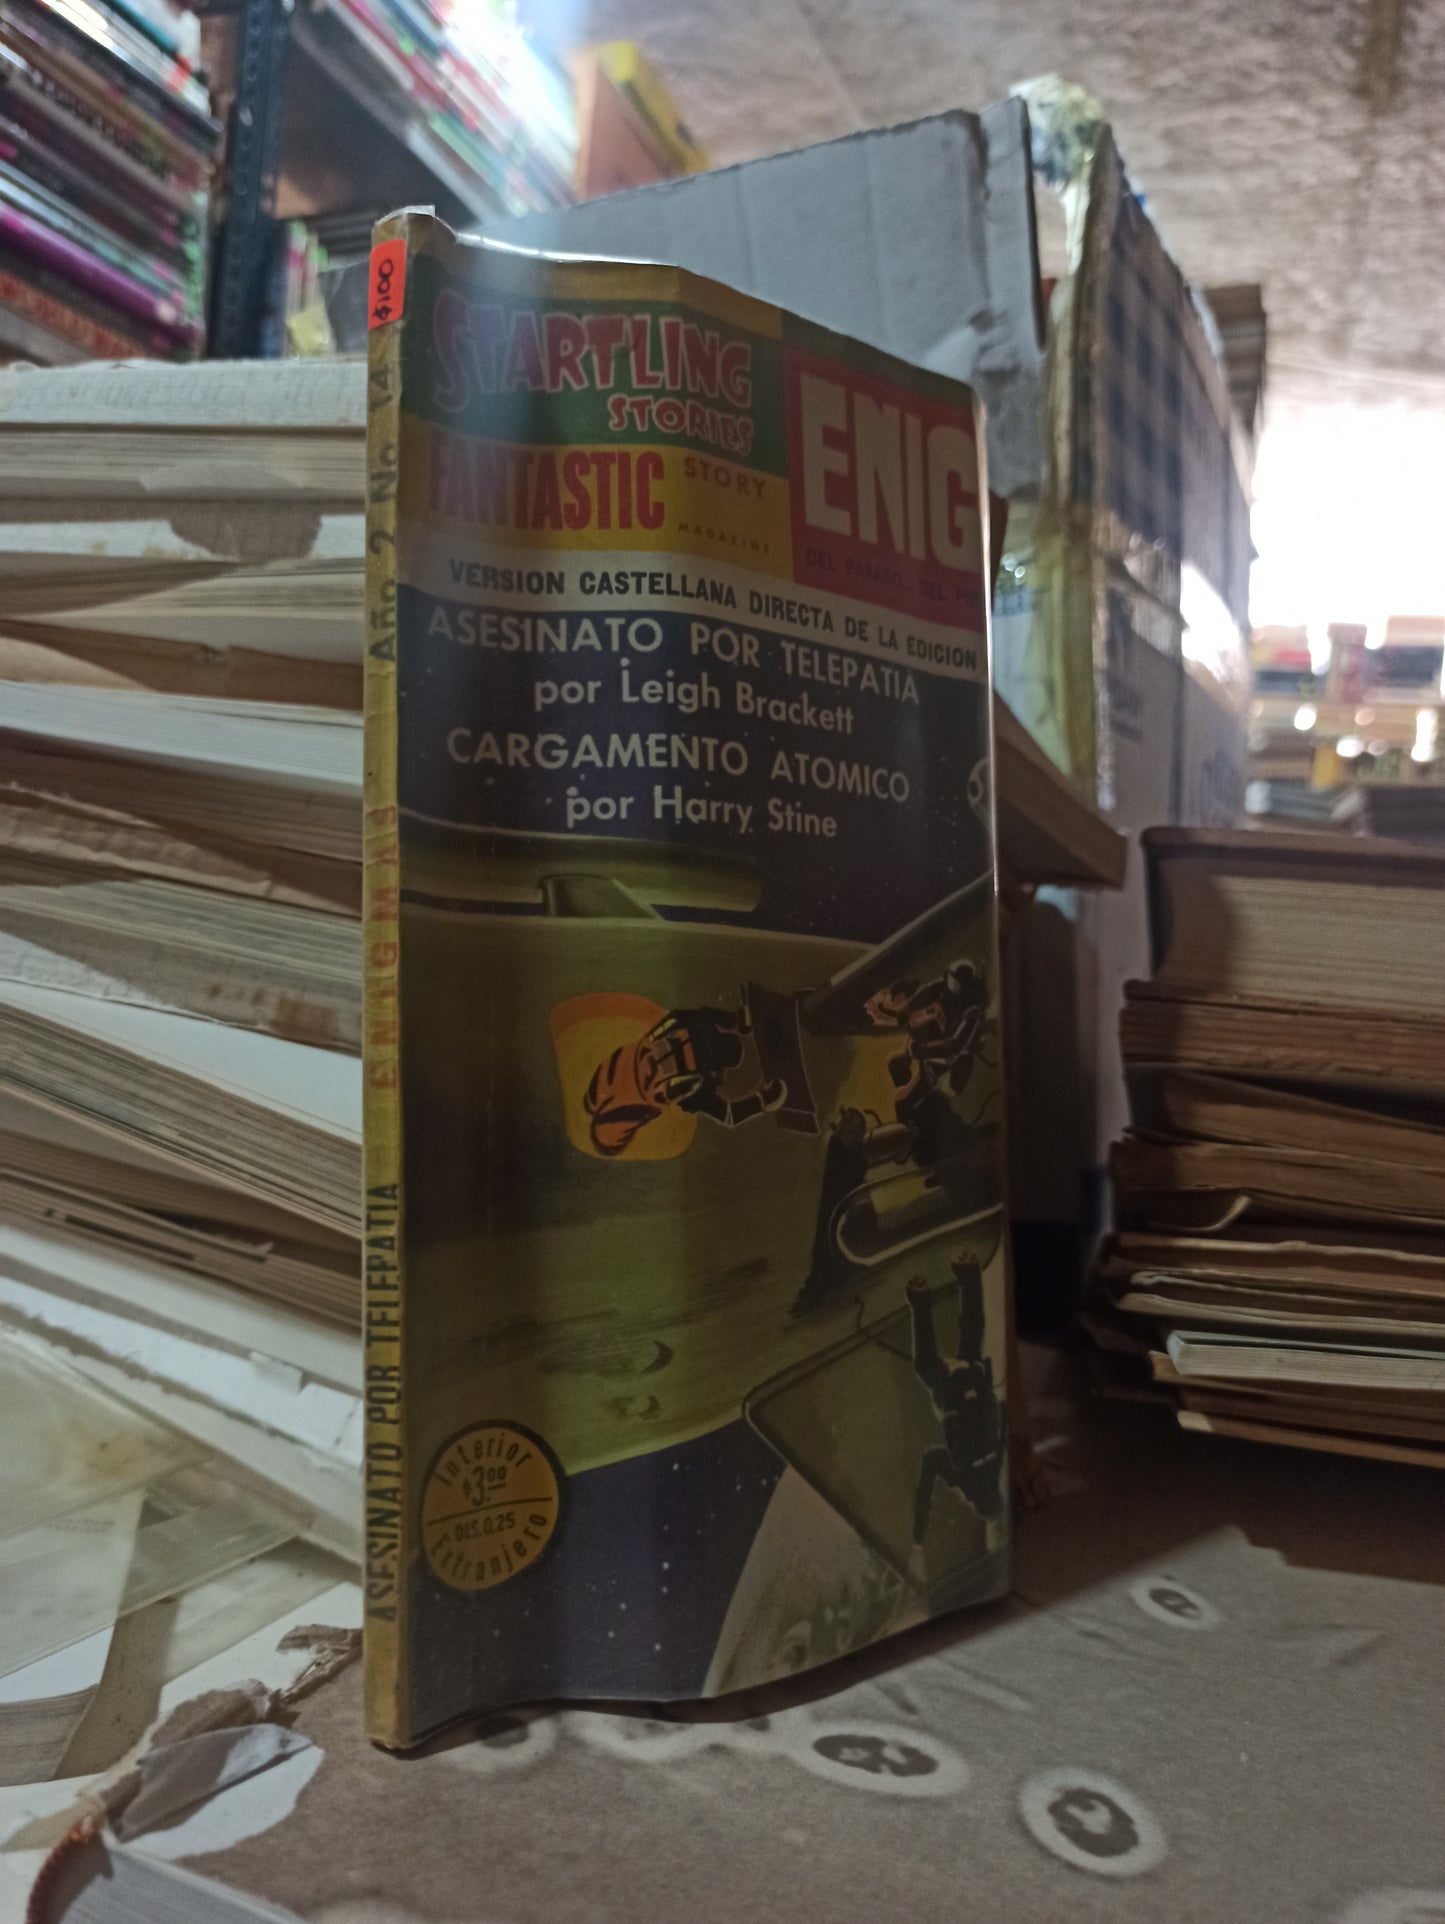 $100
Año 2 No 14
ENIGMAS
ASESINATO POR TELEPATIA
STARTLING
STORIES
FANTASTIC STORY
MAGAZINE
ENIG
DEL PASADO... DEL
VERSION CASTELLANA DIRECTA DE LA EDICION
ASESINATO POR TELEPATIA
por Leigh Brackett
CARGAMENTO ATOMICO
por Harry Stine
Interior
$3.00
DLS.0.25
Extranjero